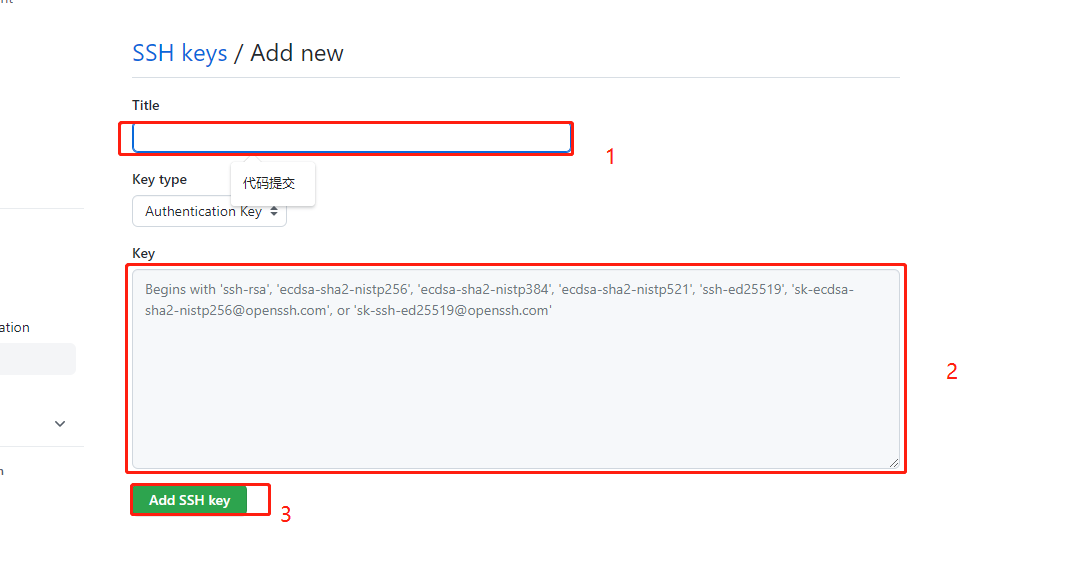 SSH keys / Add new
Title
1
Key type
代码提交
Authentication Key
Key
Begins with 'ssh-rsa', 'ecdsa-sha2-nistp256', 'ecdsa-sha2-nistp384', 'ecdsa-sha2-nistp521', 'ssh-ed25519', 'sk-ecdsa-
sha2-nistp256@openssh.com', or 'sk-ssh-ed25519@openssh.com'
ation
2
Add SSH key
3